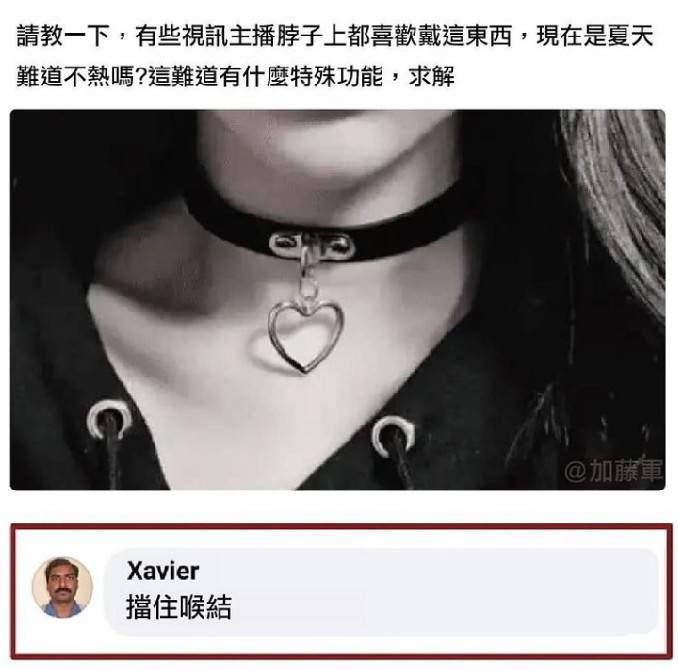 請教一下，有些視訊主播脖子上都喜歡戴這東西，現在是夏天
難道不熱嗎?這難道有什麼特殊功能，求解
@加藤軍
Xavier
擋住喉結